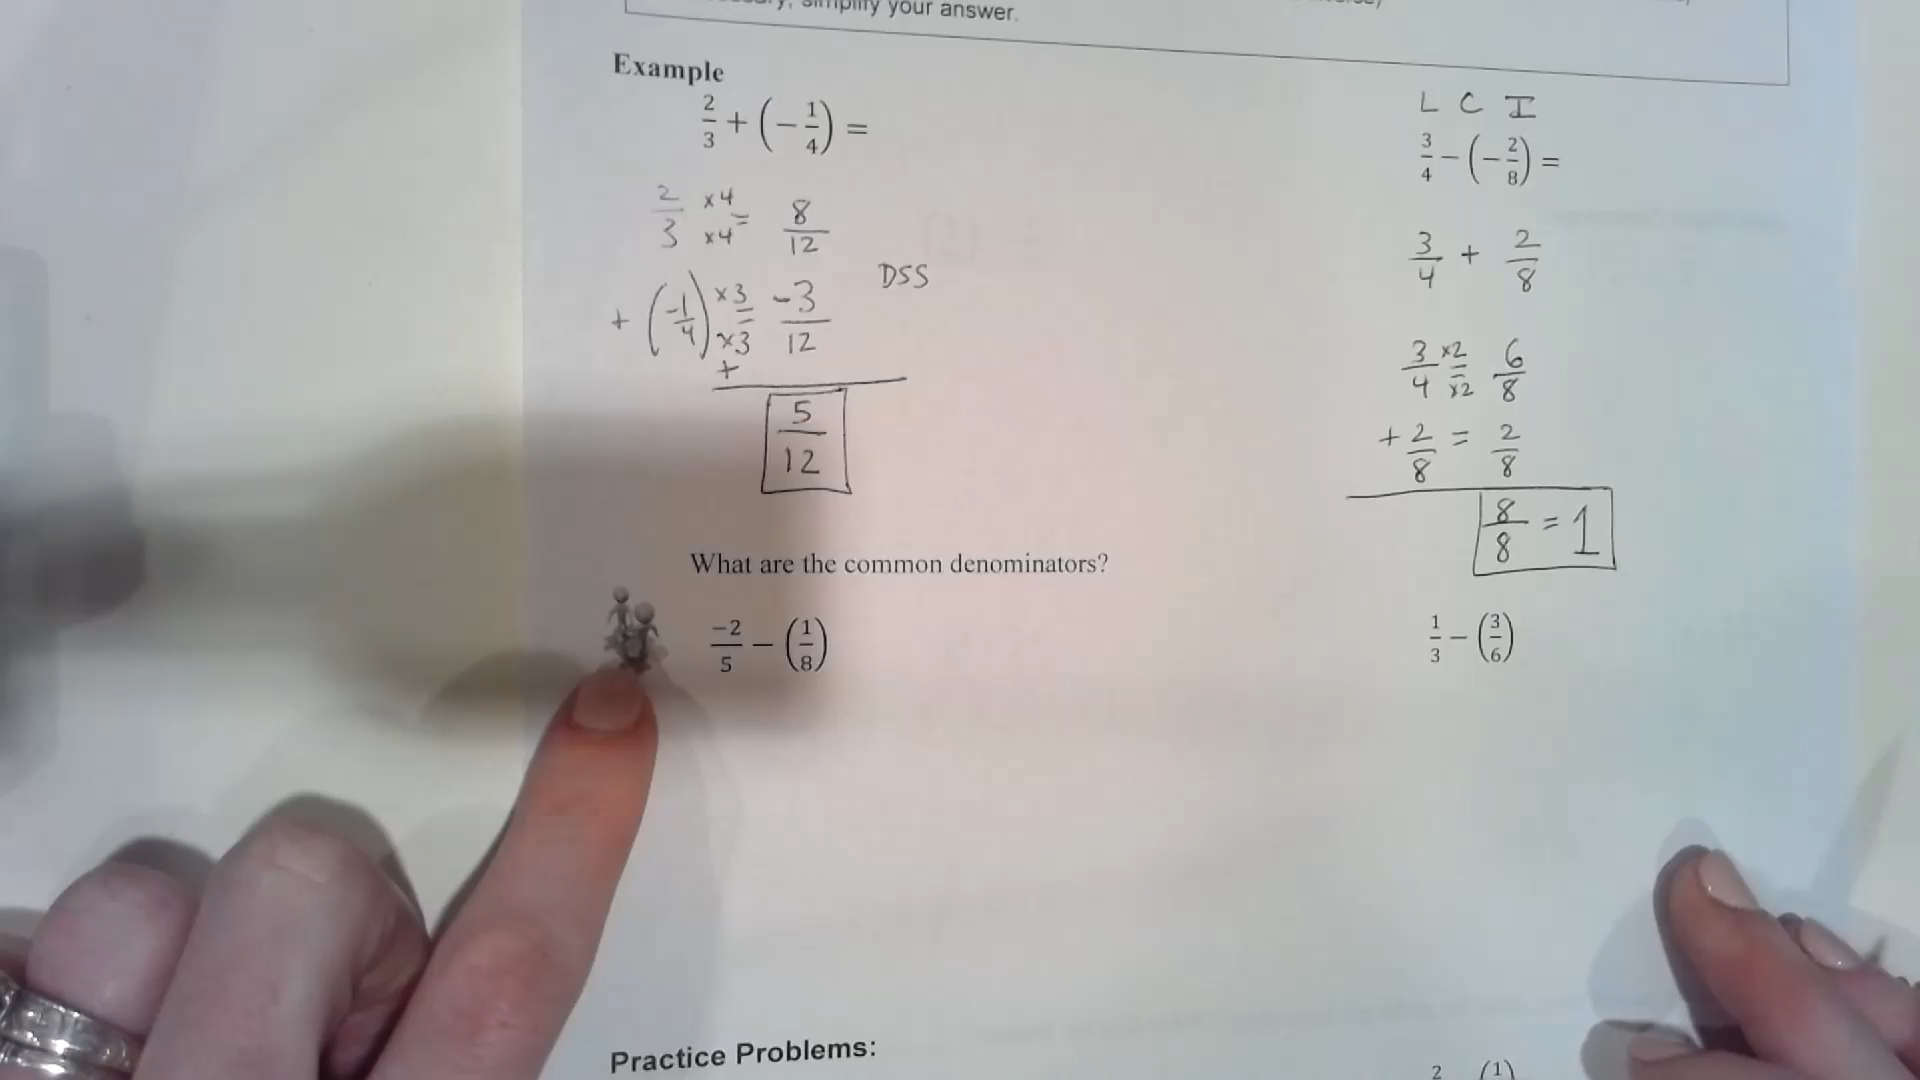 simplify your answer.
Example
2/3 + (-1/4) =
2/3 ×4/×4 = 8/12
DSS
+ (-1/4) ×3/×3 = -3/12
+
5/12
L C I
3/4 - (-2/8) =
3/4 + 2/8
3/4 ×2/×2 = 6/8
+ 2/8 = 2/8
8/8 = 1
What are the common denominators?
-2/5 - (1/8)
1/3 - (3/6)
Practice Problems: